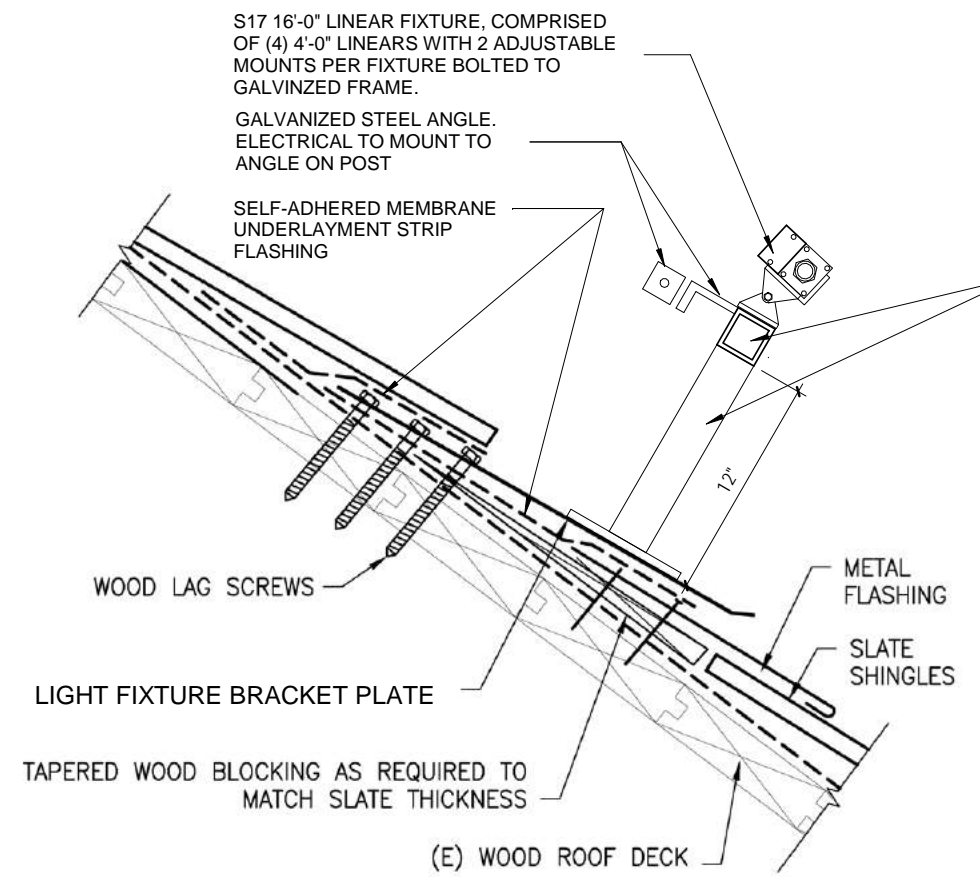 S17 16'-0" LINEAR FIXTURE, COMPRISED
OF (4) 4'-0" LINEARS WITH 2 ADJUSTABLE
MOUNTS PER FIXTURE BOLTED TO
GALVINZED FRAME.
GALVANIZED STEEL ANGLE.
ELECTRICAL TO MOUNT TO
ANGLE ON POST
SELF-ADHERED MEMBRANE
UNDERLAYMENT STRIP
FLASHING
12"
WOOD LAG SCREWS
METAL
FLASHING
SLATE
SHINGLES
LIGHT FIXTURE BRACKET PLATE
TAPERED WOOD BLOCKING AS REQUIRED TO
MATCH SLATE THICKNESS
(E) WOOD ROOF DECK